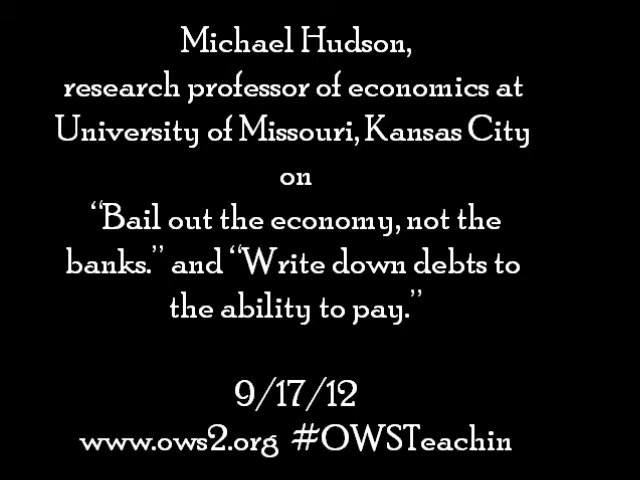 Michael Hudson,
research professor of economics at
University of Missouri, Kansas City
on
“Bail out the economy, not the
banks.” and “Write down debts to
the ability to pay.”
9/17/12
www.ows2.org #OWSTeachin